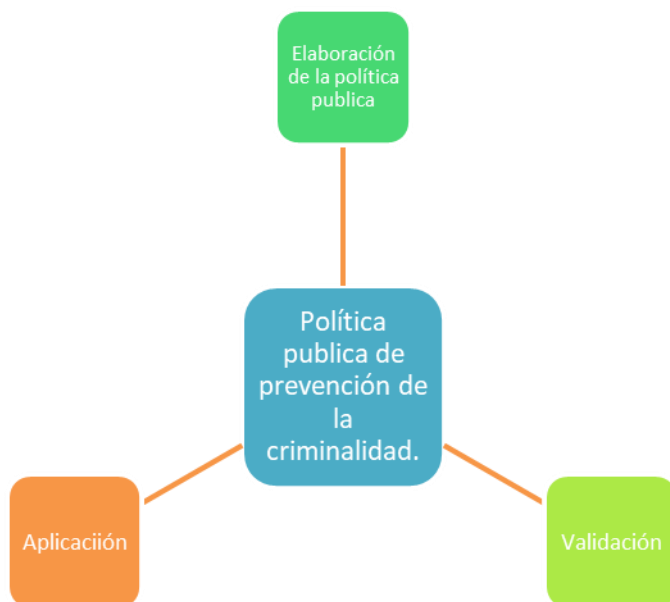 Elaboración
de la política
publica
Política
publica de
prevención de
la
criminalidad.
Aplicaciión
Validación